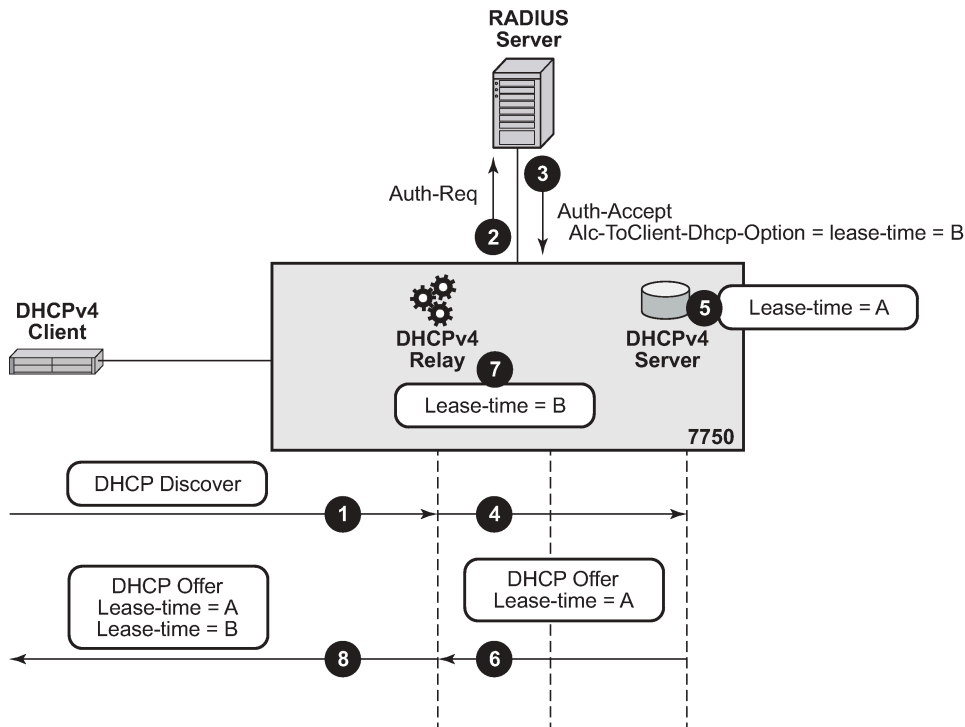 RADIUS
Server
3
Auth-Req
2
Auth-Accept
Alc-ToClient-Dhcp-Option = lease-time = B
DHCPv4
Client
DHCPv4
Relay
DHCPv4
Server
5
Lease-time = A
7
Lease-time = B
7750
DHCP Discover
1
4
DHCP Offer
Lease-time = A
Lease-time = B
DHCP Offer
Lease-time = A
8
6